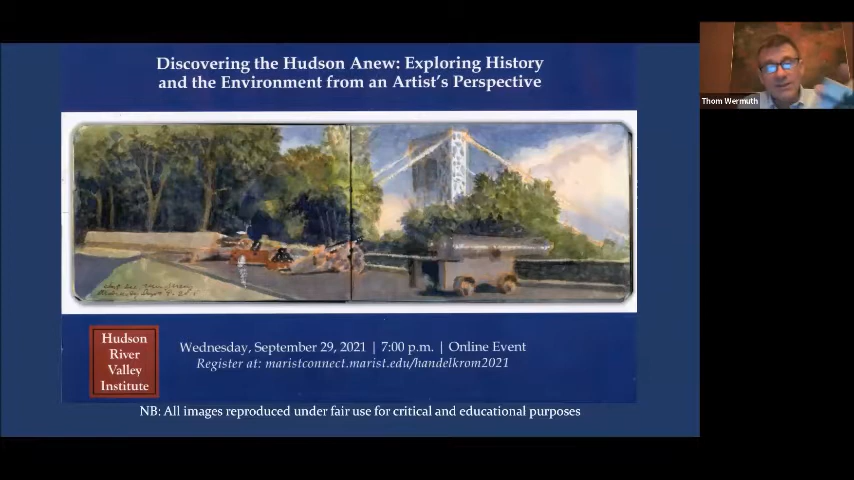 Discovering the Hudson Anew: Exploring History
and the Environment from an Artist's Perspective
Thom Wermuth
Hudson
River
Valley
Institute
Wednesday, September 29, 2021 | 7:00 p.m. | Online Event
Register at: maristconnect.marist.edu/handelkrom2021
NB: All images reproduced under fair use for critical and educational purposes